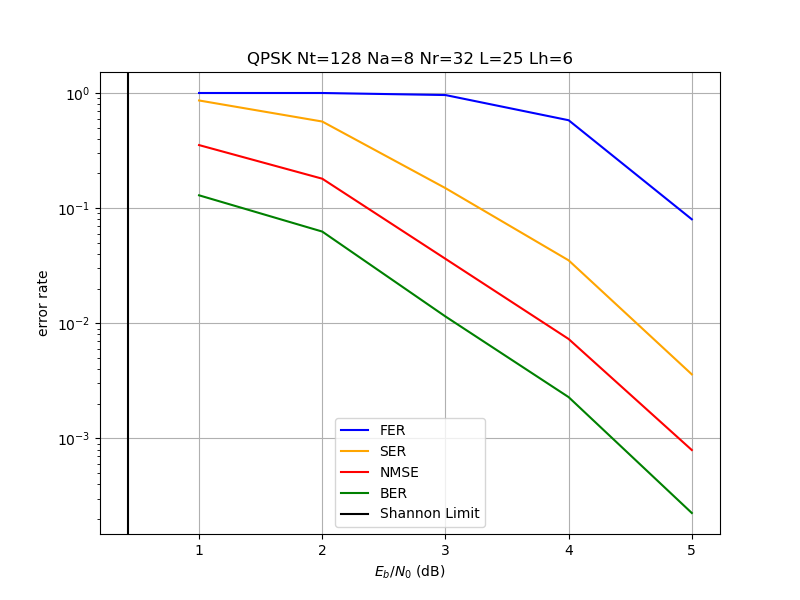 QPSK Nt=128 Na=8 Nr=32 L=25 Lh=6
error rate
10⁰
10⁻¹
10⁻²
10⁻³
FER
SER
NMSE
BER
Shannon Limit
1 2 3 4 5
E_b/N_0 (dB)